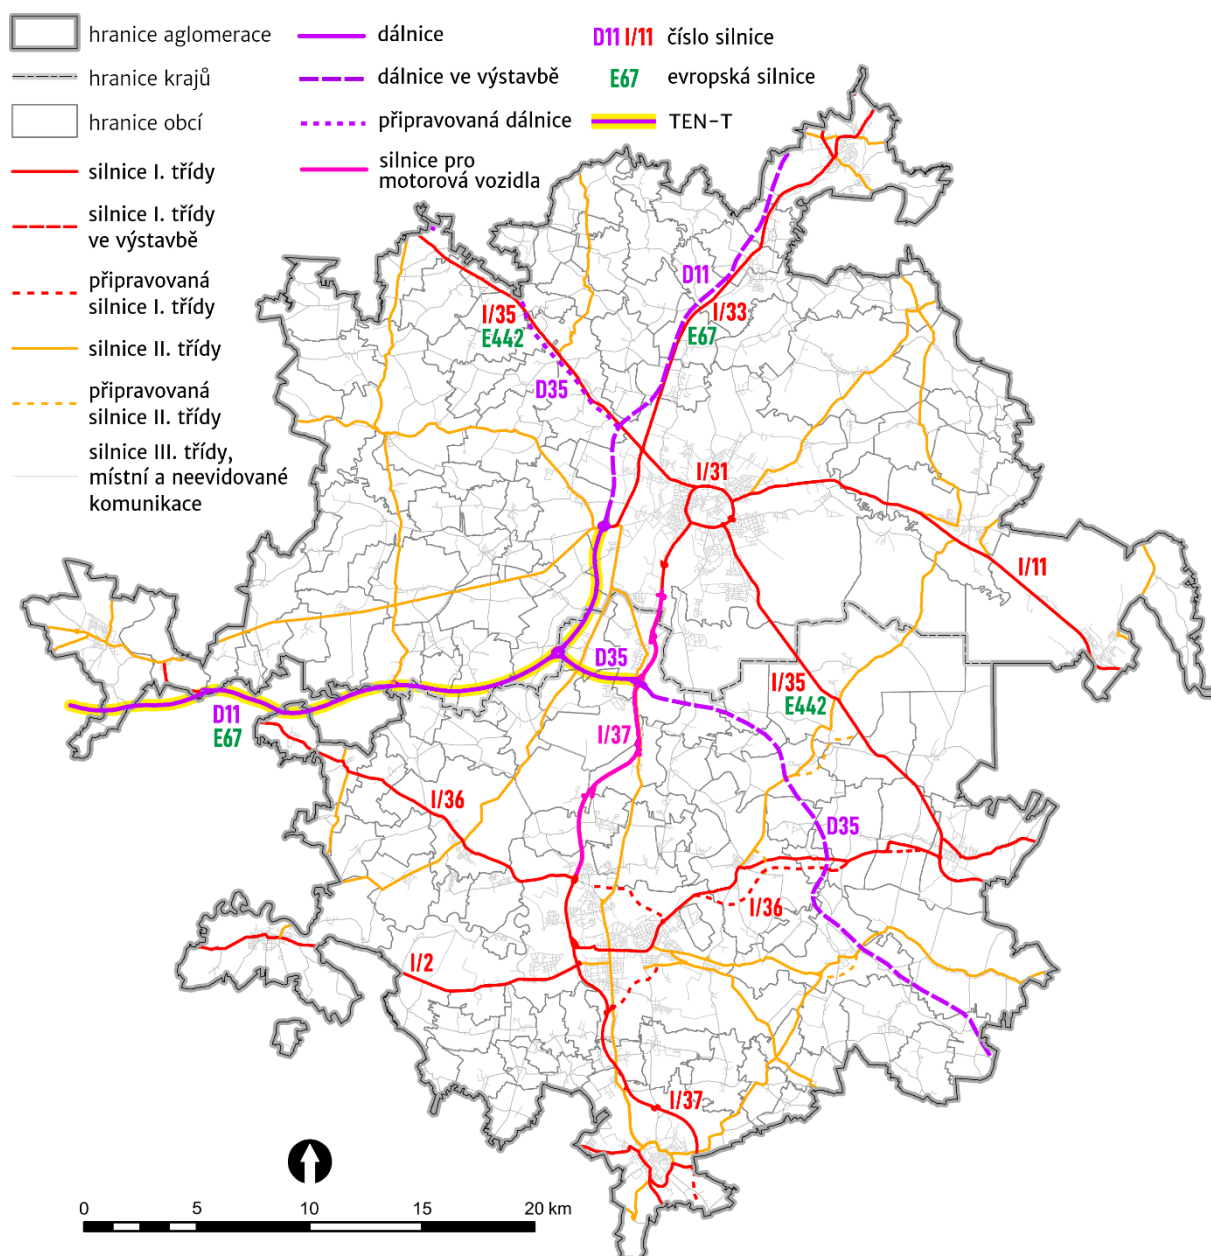 hranice aglomerace
hranice krajů
hranice obcí
silnice I. třídy
silnice I. třídy
ve výstavbě
připravovaná
silnice I. třídy
silnice II. třídy
připravovaná
silnice II. třídy
silnice III. třídy,
místní a neevidované
komunikace
dálnice
dálnice ve výstavbě
připravovaná dálnice
silnice pro
motorová vozidla
D11 I/11 číslo silnice
E67 evropská silnice
TEN-T
D11
I/35
I/33
E442
E67
D35
I/31
I/11
D35
I/35
E442
D11
E67
I/37
I/36
D35
I/36
I/2
I/37
0 5 10 15 20 km